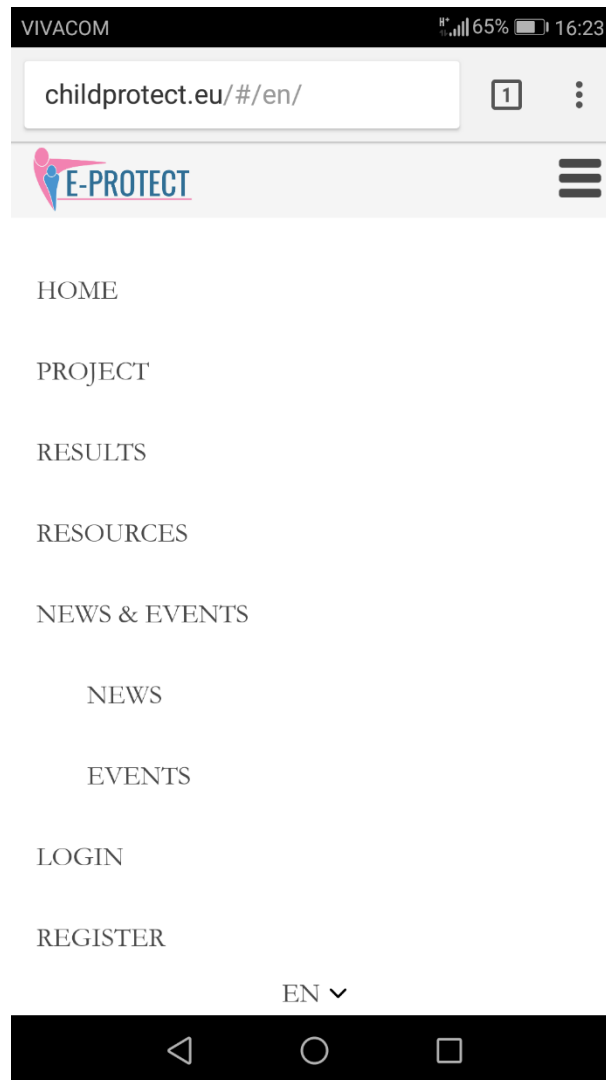 VIVACOM H+ 65% 16:23
childprotect.eu/#/en/ 1
E-PROTECT
HOME
PROJECT
RESULTS
RESOURCES
NEWS & EVENTS
NEWS
EVENTS
LOGIN
REGISTER
EN